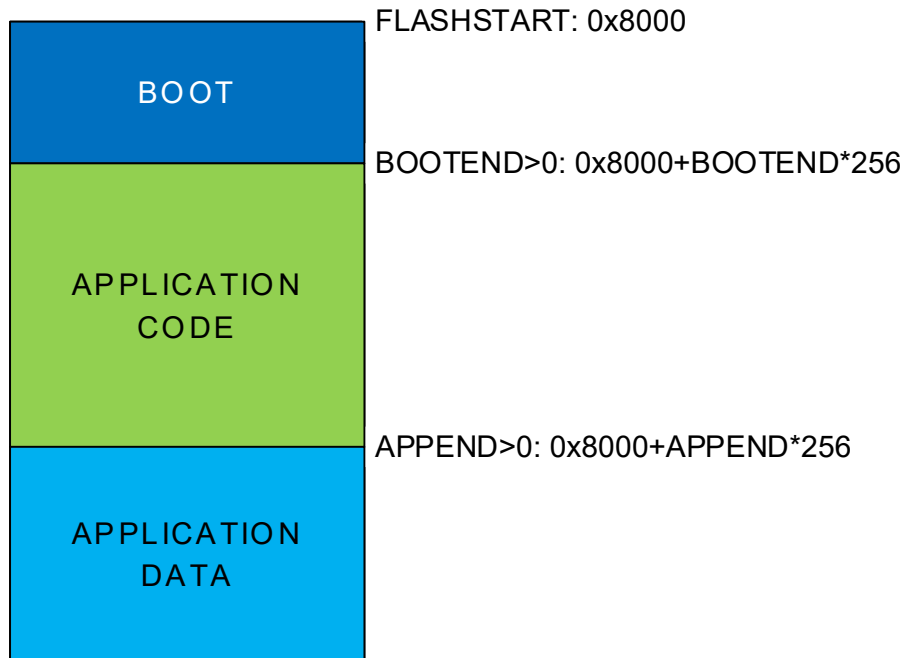 FLASHSTART: 0x8000
BOOT
BOOTEND>0: 0x8000+BOOTEND*256
APPLICATION
CODE
APPEND>0: 0x8000+APPEND*256
APPLICATION
DATA